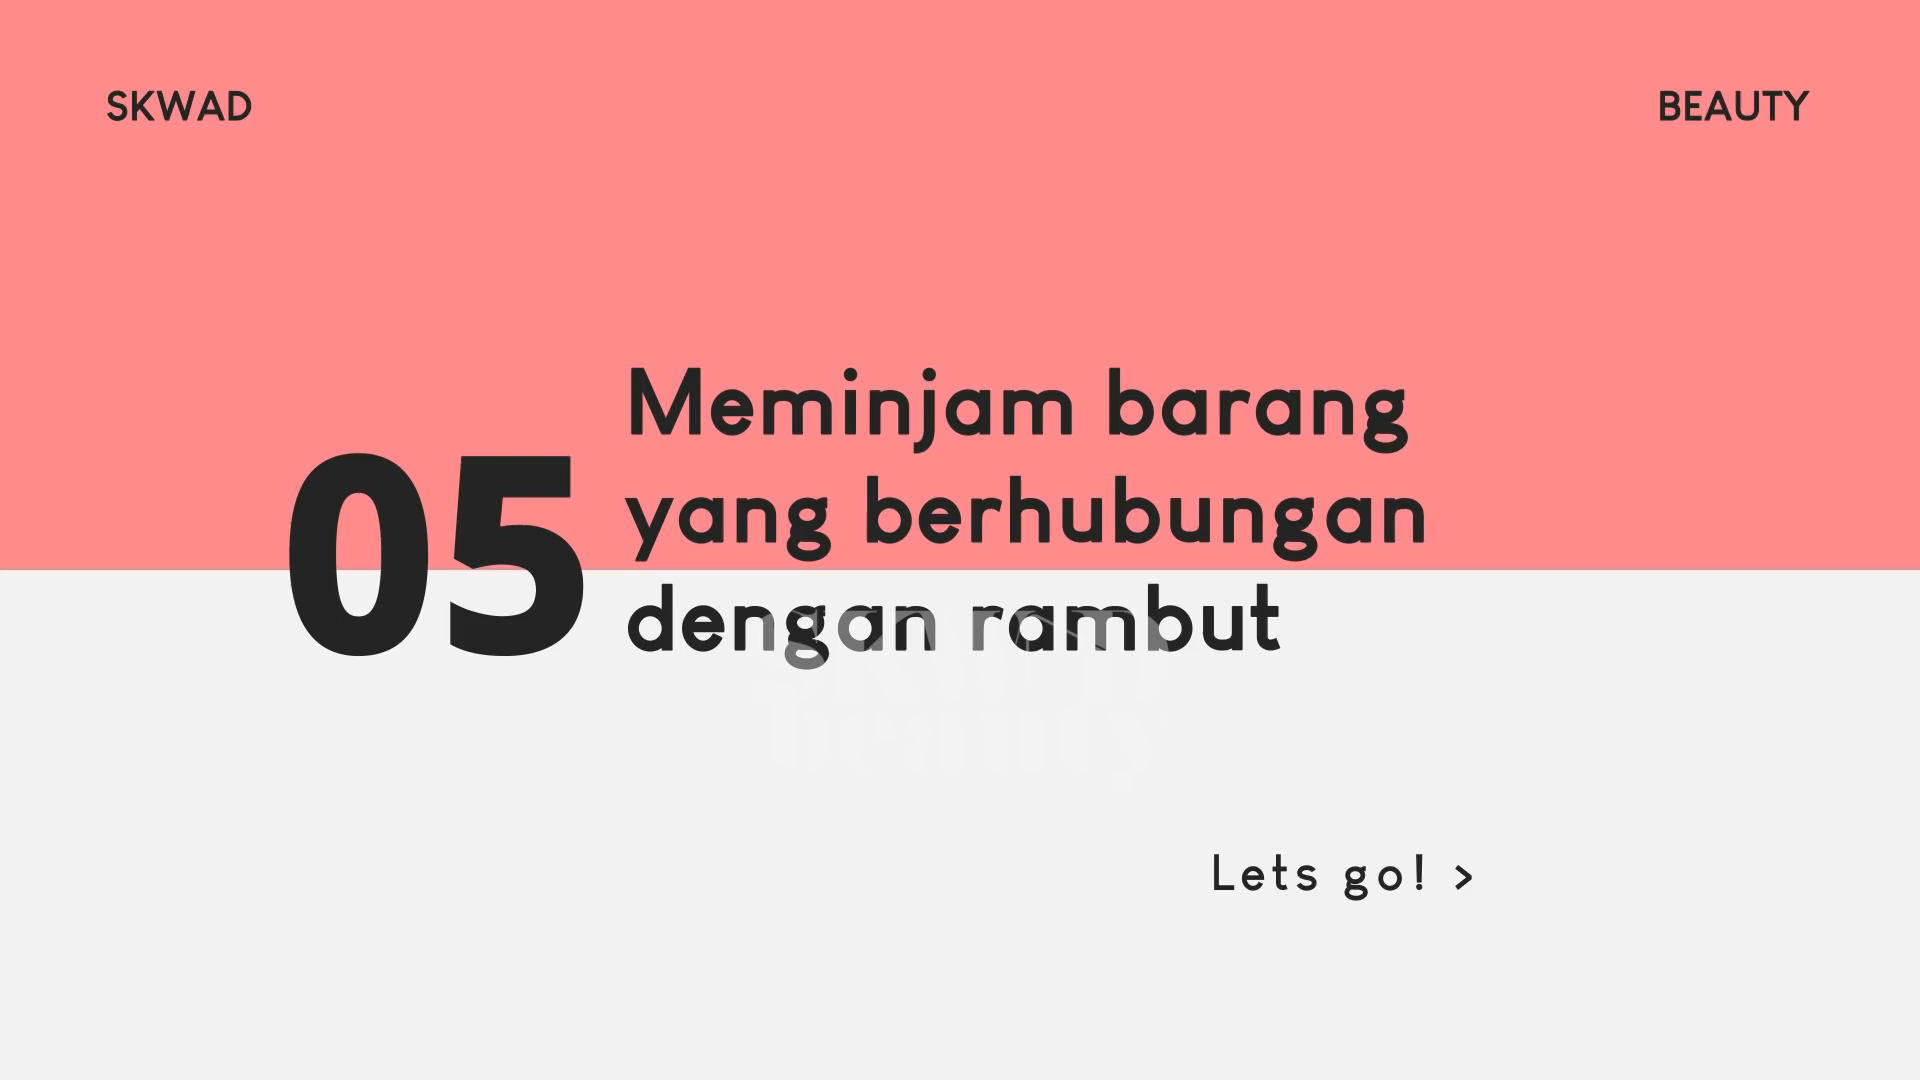 SKWAD
BEAUTY
05
Meminjam barang
yang berhubungan
dengan rambut
Lets go! >